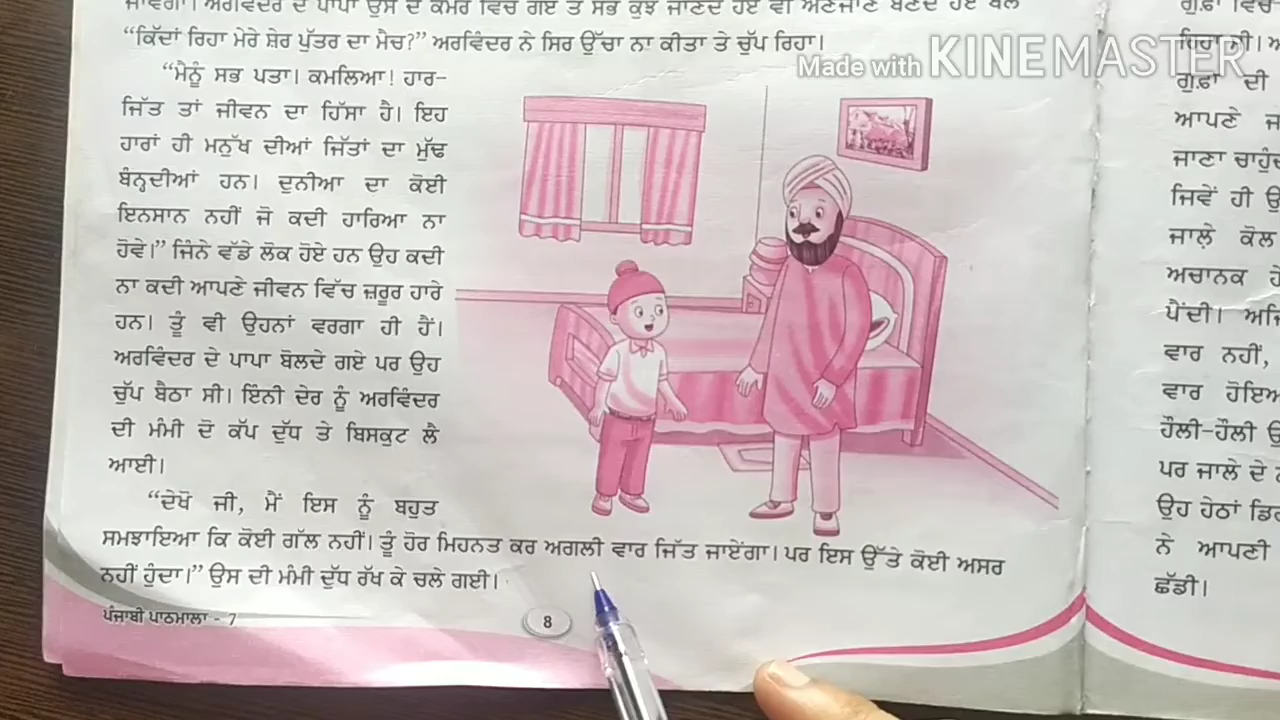 ਜਾਵੇਗਾ। ਅਰਵਿੰਦਰ ਦੇ ਪਾਪਾ ਉਸ ਦੇ ਕਮਰੇ ਵਿੱਚ ਗਏ ਤੇ ਸਭ ਕੁਝ ਜਾਣਦੇ ਹੋਏ ਵੀ ਅਣਜਾਣ ਬਣਦੇ ਹੋਏ ਬੋਲੇ
“ਕਿੱਦਾਂ ਰਿਹਾ ਮੇਰੇ ਸ਼ੇਰ ਪੁੱਤਰ ਦਾ ਮੈਚ?” ਅਰਵਿੰਦਰ ਨੇ ਸਿਰ ਉੱਚਾ ਨਾ ਕੀਤਾ ਤੇ ਚੁੱਪ ਰਿਹਾ।
“ਮੈਨੂੰ ਸਭ ਪਤਾ। ਕਮਲਿਆ! ਹਾਰ-
ਜਿੱਤ ਤਾਂ ਜੀਵਨ ਦਾ ਹਿੱਸਾ ਹੈ। ਇਹ
ਹਾਰਾਂ ਹੀ ਮਨੁੱਖ ਦੀਆਂ ਜਿੱਤਾਂ ਦਾ ਮੁੱਢ
ਬੰਨ੍ਹਦੀਆਂ ਹਨ। ਦੁਨੀਆ ਦਾ ਕੋਈ
ਇਨਸਾਨ ਨਹੀਂ ਜੋ ਕਦੀ ਹਾਰਿਆ ਨਾ
ਹੋਵੇ।” ਜਿੰਨੇ ਵੱਡੇ ਲੋਕ ਹੋਏ ਹਨ ਉਹ ਕਦੀ
ਨਾ ਕਦੀ ਆਪਣੇ ਜੀਵਨ ਵਿੱਚ ਜ਼ਰੂਰ ਹਾਰੇ
ਹਨ। ਤੂੰ ਵੀ ਉਹਨਾਂ ਵਰਗਾ ਹੀ ਹੈਂ।
ਅਰਵਿੰਦਰ ਦੇ ਪਾਪਾ ਬੋਲਦੇ ਗਏ ਪਰ ਉਹ
ਚੁੱਪ ਬੈਠਾ ਸੀ। ਇੰਨੀ ਦੇਰ ਨੂੰ ਅਰਵਿੰਦਰ
ਦੀ ਮੰਮੀ ਦੋ ਕੱਪ ਦੁੱਧ ਤੇ ਬਿਸਕੁਟ ਲੈ
ਆਈ।
“ਦੇਖੋ ਜੀ, ਮੈਂ ਇਸ ਨੂੰ ਬਹੁਤ
ਸਮਝਾਇਆ ਕਿ ਕੋਈ ਗੱਲ ਨਹੀਂ। ਤੂੰ ਹੋਰ ਮਿਹਨਤ ਕਰ ਅਗਲੀ ਵਾਰ ਜਿੱਤ ਜਾਏਂਗਾ। ਪਰ ਇਸ ਉੱਤੇ ਕੋਈ ਅਸਰ
ਨਹੀਂ ਹੁੰਦਾ।” ਉਸ ਦੀ ਮੰਮੀ ਦੁੱਧ ਰੱਖ ਕੇ ਚਲੇ ਗਈ।
ਪੰਜਾਬੀ ਪਾਠਮਾਲਾ - 7
8
Made with KINEMASTER
ਗੁਫ਼ਾ ਵਿਚ
ਰਿਹਾ ਸੀ।
ਗੁਫ਼ਾਂ ਦੀ
ਆਪਣੇ
ਜਾਣਾ
ਜਿਵੇਂ ਹੀ
ਜਾਲ਼ੇ ਕੋਲ
ਅਚਾਨਕ
ਪੈਂਦੀ।
ਵਾਰ ਨਹੀਂ,
ਵਾਰ
ਹੌਲੀ-ਹੌਲੀ
ਪਰ ਜਾਲੇ ਦੇ
ਉਹ ਹੇਠਾਂ
ਨੇ ਆਪਣੀ
ਛੱਡੀ।